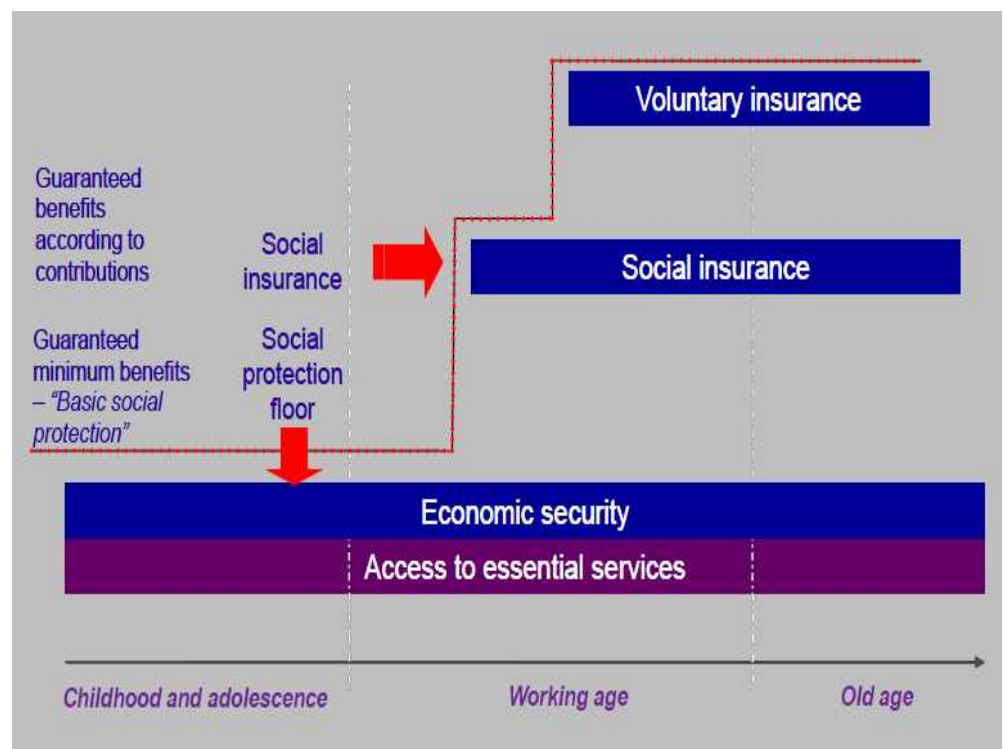 Voluntary insurance
Guaranteed
benefits
according to
contributions
Social
insurance
Social insurance
Guaranteed
minimum benefits
– “Basic social
protection”
Social
protection
floor
Economic security
Access to essential services
Childhood and adolescence
Working age
Old age